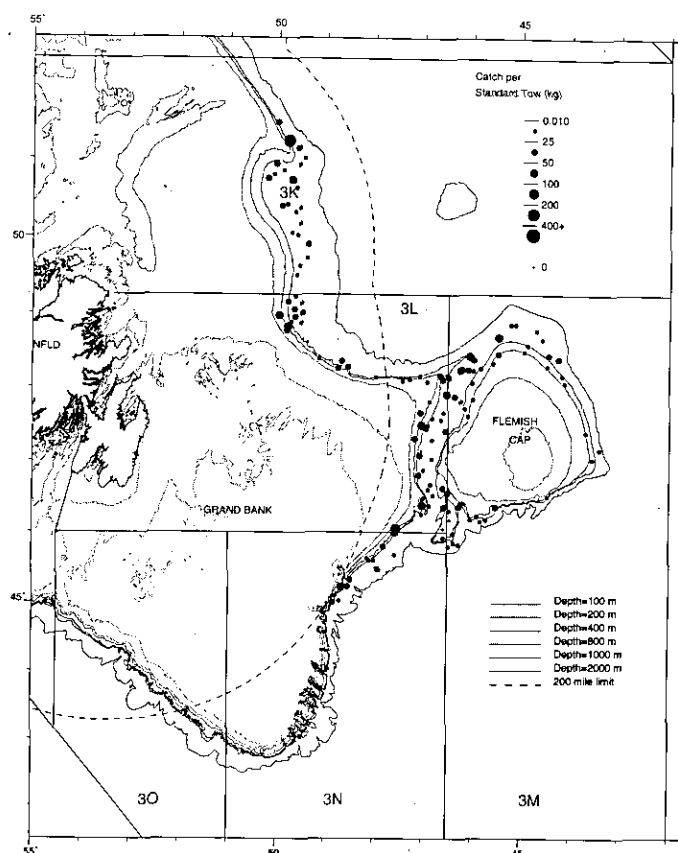 55°
50
45
Catch per
Standard Tow (kg)
0.010
25
50
100
200
400+
0
3K
50
3L
NFLD
FLEMISH
CAP
GRAND BANK
45
Depth=100 m
Depth=200 m
Depth=400 m
Depth=800 m
Depth=1000 m
Depth=2000 m
200 mile limit
3O
3N
3M
55°
50